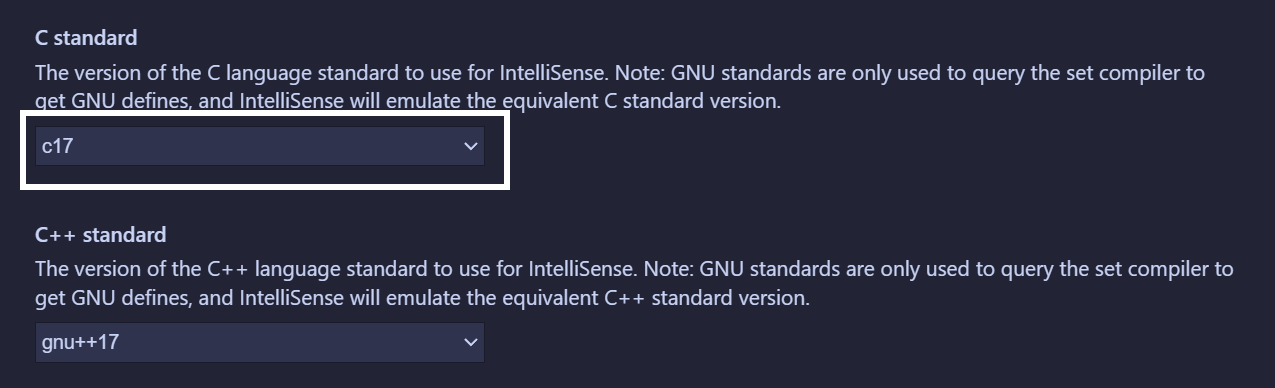 C standard
The version of the C language standard to use for IntelliSense. Note: GNU standards are only used to query the set compiler to
get GNU defines, and IntelliSense will emulate the equivalent C standard version.
c17
C++ standard
The version of the C++ language standard to use for IntelliSense. Note: GNU standards are only used to query the set compiler to
get GNU defines, and IntelliSense will emulate the equivalent C++ standard version.
gnu++17